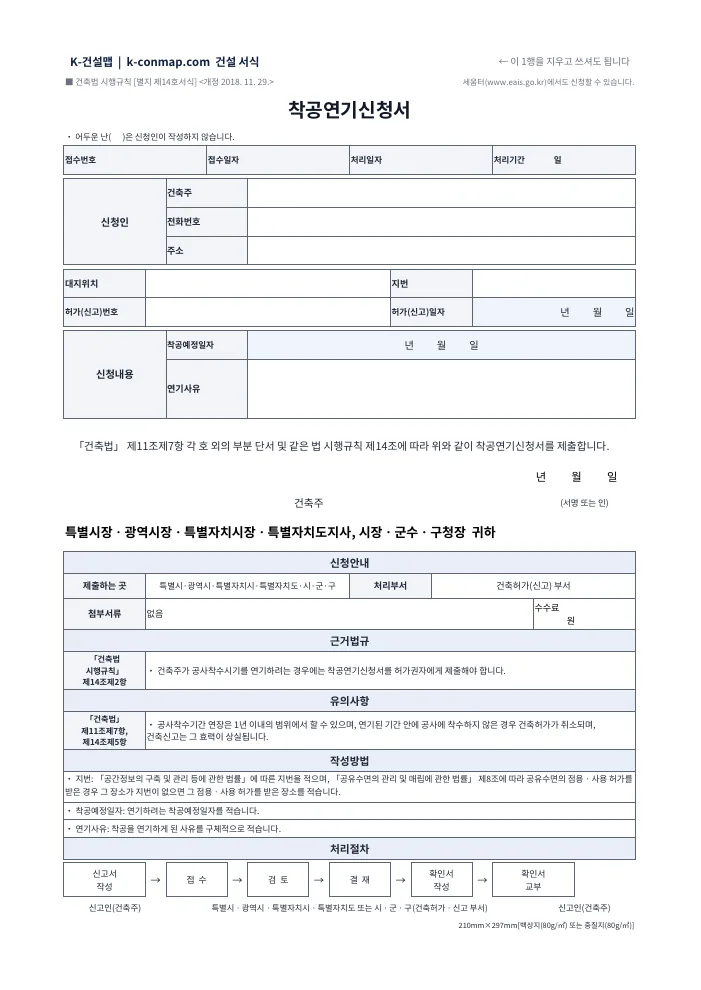 K-건설맵 | k-conmap.com 건설 서식 ← 이 1행을 지우고 쓰셔도 됩니다
■ 건축법 시행규칙 [별지 제14호서식] <개정 2018. 11. 29.> 세움터(www.eais.go.kr)에서도 신청할 수 있습니다.
착공연기신청서
· 어두운 난( )은 신청인이 작성하지 않습니다.
접수번호 접수일자 처리일자 처리기간 일
신청인
건축주
전화번호
주소
대지위치 지번
허가(신고)번호 허가(신고)일자 년 월 일
신청내용
착공예정일자 년 월 일
연기사유
「건축법」 제11조제7항 각 호 외의 부분 단서 및 같은 법 시행규칙 제14조에 따라 위와 같이 착공연기신청서를 제출합니다.
년 월 일
건축주 (서명 또는 인)
특별시장ㆍ광역시장ㆍ특별자치시장ㆍ특별자치도지사, 시장ㆍ군수ㆍ구청장 귀하
신청안내
제출하는 곳 특별시·광역시·특별자치시·특별자치도·시·군·구 처리부서 건축허가(신고) 부서
첨부서류 없음 수수료
원
근거법규
「건축법
시행규칙」
제14조제2항
· 건축주가 공사착수시기를 연기하려는 경우에는 착공연기신청서를 허가권자에게 제출해야 합니다.
유의사항
「건축법」
제11조제7항,
제14조제5항
· 공사착수기간 연장은 1년 이내의 범위에서 할 수 있으며, 연기된 기간 안에 공사에 착수하지 않은 경우 건축허가가 취소되며,
건축신고는 그 효력이 상실됩니다.
작성방법
· 지번: 「공간정보의 구축 및 관리 등에 관한 법률」에 따른 지번을 적으며, 「공유수면의 관리 및 매립에 관한 법률」 제8조에 따라 공유수면의 점용ㆍ사용 허가를
받은 경우 그 장소가 지번이 없으면 그 점용ㆍ사용 허가를 받은 장소를 적습니다.
· 착공예정일자: 연기하려는 착공예정일자를 적습니다.
· 연기사유: 착공을 연기하게 된 사유를 구체적으로 적습니다.
처리절차
신고서
작성
→ 접 수 → 검 토 → 결 재 →
확인서
작성
→
확인서
교부
신고인(건축주) 특별시ㆍ광역시ㆍ특별자치시ㆍ특별자치도 또는 시ㆍ군ㆍ구(건축허가ㆍ신고 부서) 신고인(건축주)
210mm×297mm[백상지(80g/㎡) 또는 중질지(80g/㎡)]